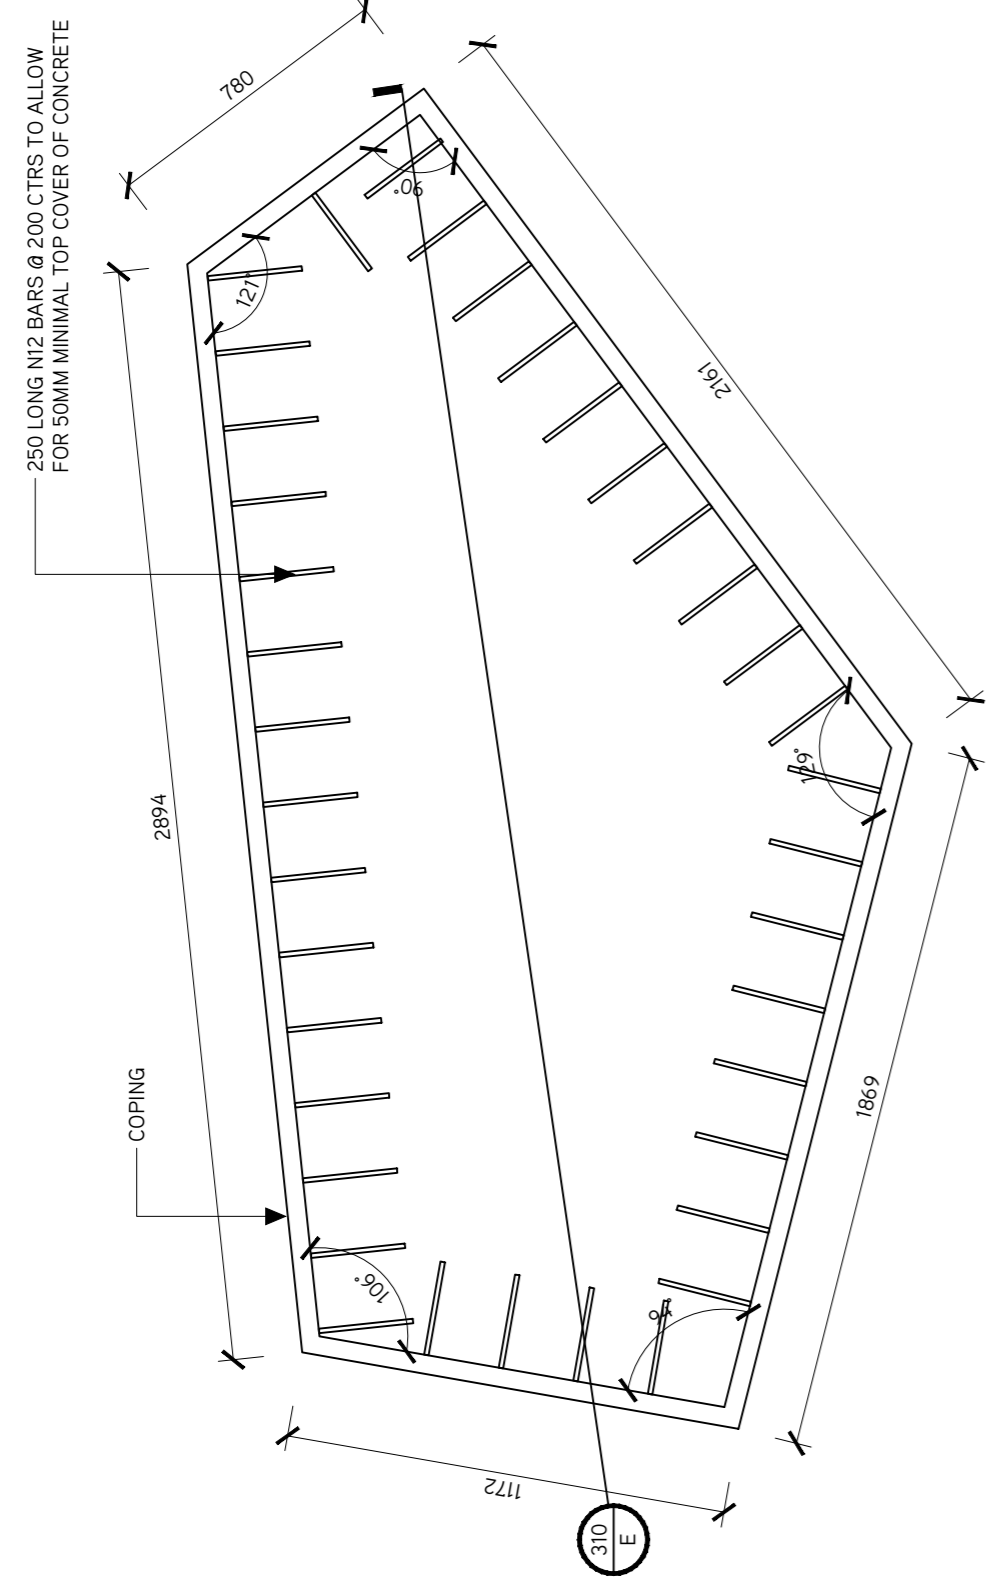 250 LONG N12 BARS @ 200 CTRS TO ALLOW
FOR 50MM MINIMAL TOP COVER OF CONCRETE
780
90°
121°
2161
2894
129°
COPING
1869
106°
94°
1172
310
E